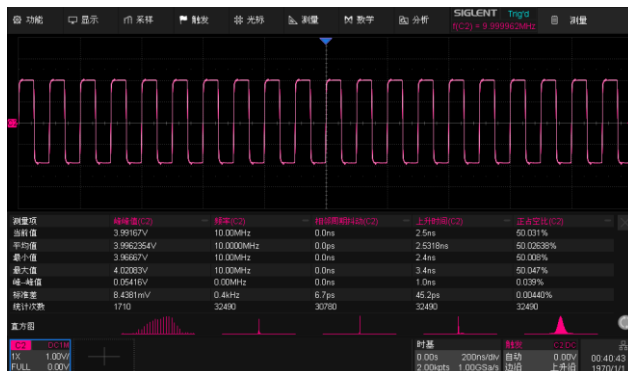 功能 显示 采样 触发 光标 测量 数学 分析 SIGLENT Trig'd 测量
f(C2) = 9.999962MHz
C2
测量项 峰峰值(C2) 频率(C2) 相邻周期抖动(C2) 上升时间(C2) 正占空比(C2)
当前值 3.99167V 10.00MHz 0.0ns 2.5ns 50.031%
平均值 3.9962354V 10.0000MHz 0.0ps 2.5318ns 50.02638%
最小值 3.96667V 10.00MHz 0.0ns 2.4ns 50.008%
最大值 4.02083V 10.00MHz 0.0ns 3.4ns 50.047%
峰–峰值 0.05416V 0.00MHz 0.0ns 1.0ns 0.039%
标准差 8.4381mV 0.4kHz 6.7ps 45.2ps 0.00440%
统计次数 1710 32490 30780 32490 32490
直方图
C2 DC1M 时基 触发 C2 DC
1X 1.00V/ 0.00s 200ns/div 自动 0.00V 00:40:43
FULL 0.00V 2.00kpts 1.00GSa/s 边沿 上升沿 1970/1/1